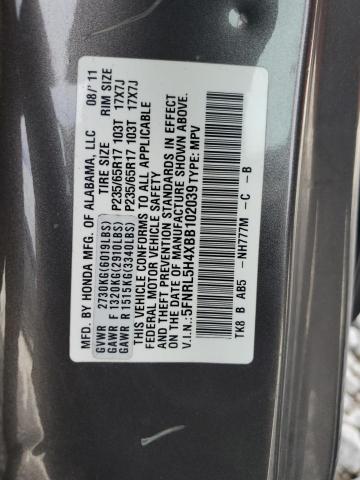 MFD. BY HONDA MFG. OF ALABAMA, LLC 08/'11
GVWR 2730KG(6019LBS) TIRE SIZE RIM SIZE
GAWR F 1320KG(2910LBS) P235/65R17 103T 17X7J
GAWR R 1515KG(3340LBS) P235/65R17 103T 17X7J
THIS VEHICLE CONFORMS TO ALL APPLICABLE
FEDERAL MOTOR VEHICLE SAFETY
AND THEFT PREVENTION STANDARDS IN EFFECT
ON THE DATE OF MANUFACTURE SHOWN ABOVE.
V.I.N.: 5FNRL5H4XBB102039 TYPE: MPV
TK8 B AB5 -NH777M -C -B